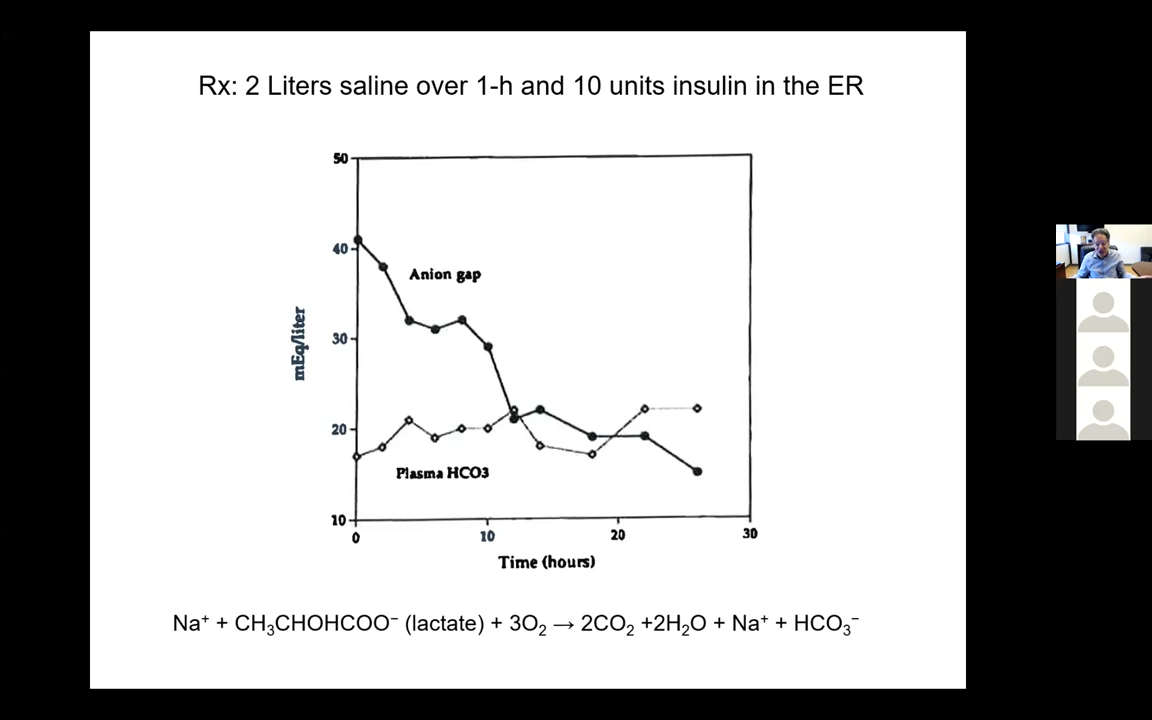 Rx: 2 Liters saline over 1-h and 10 units insulin in the ER
50
40
Anion gap
mEq/liter
30
20
Plasma HCO3
10
0
10
20
30
Time (hours)
Na⁺ + CH₃CHOHCOO⁻ (lactate) + 3O₂ → 2CO₂ +2H₂O + Na⁺ + HCO₃⁻